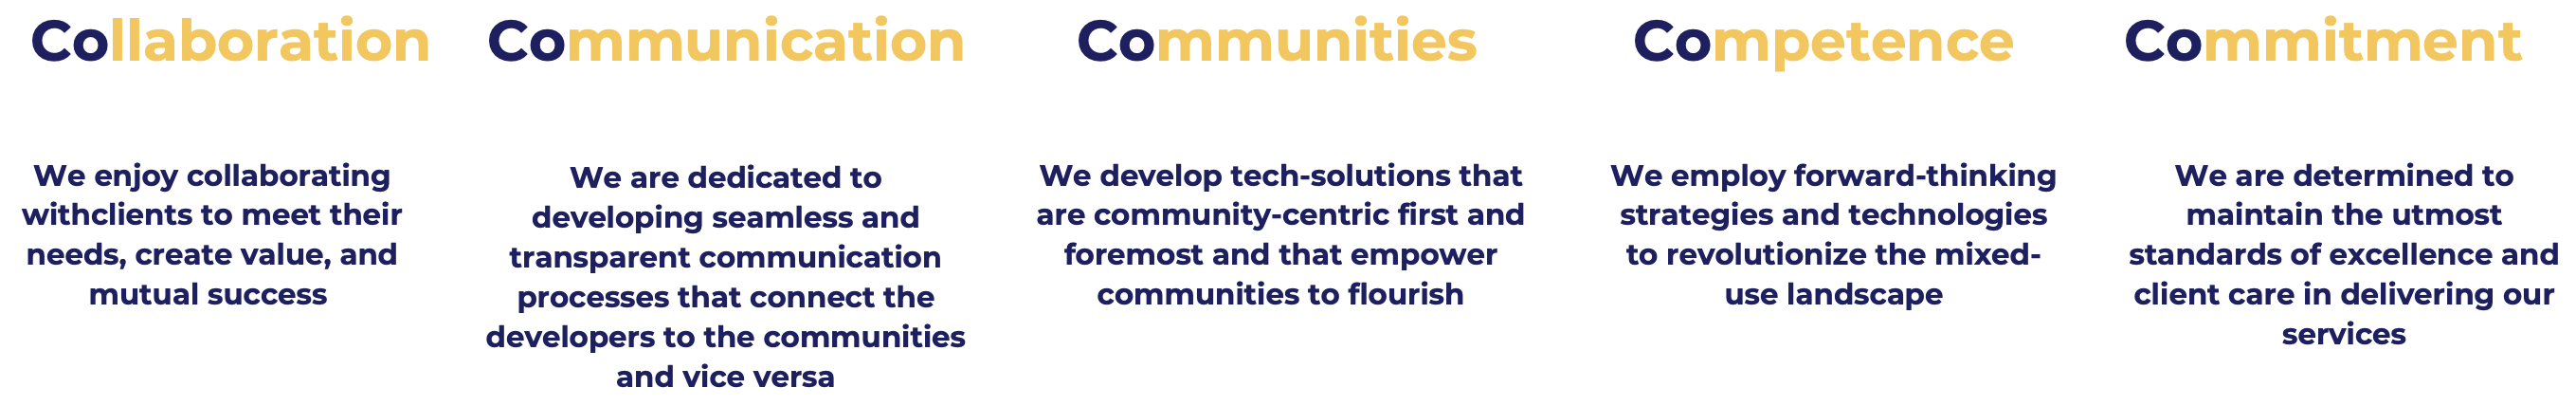 Collaboration
We enjoy collaborating
withclients to meet their
needs, create value, and
mutual success
Communication
We are dedicated to
developing seamless and
transparent communication
processes that connect the
developers to the communities
and vice versa
Communities
We develop tech-solutions that
are community-centric first and
foremost and that empower
communities to flourish
Competence
We employ forward-thinking
strategies and technologies
to revolutionize the mixed-
use landscape
Commitment
We are determined to
maintain the utmost
standards of excellence and
client care in delivering our
services